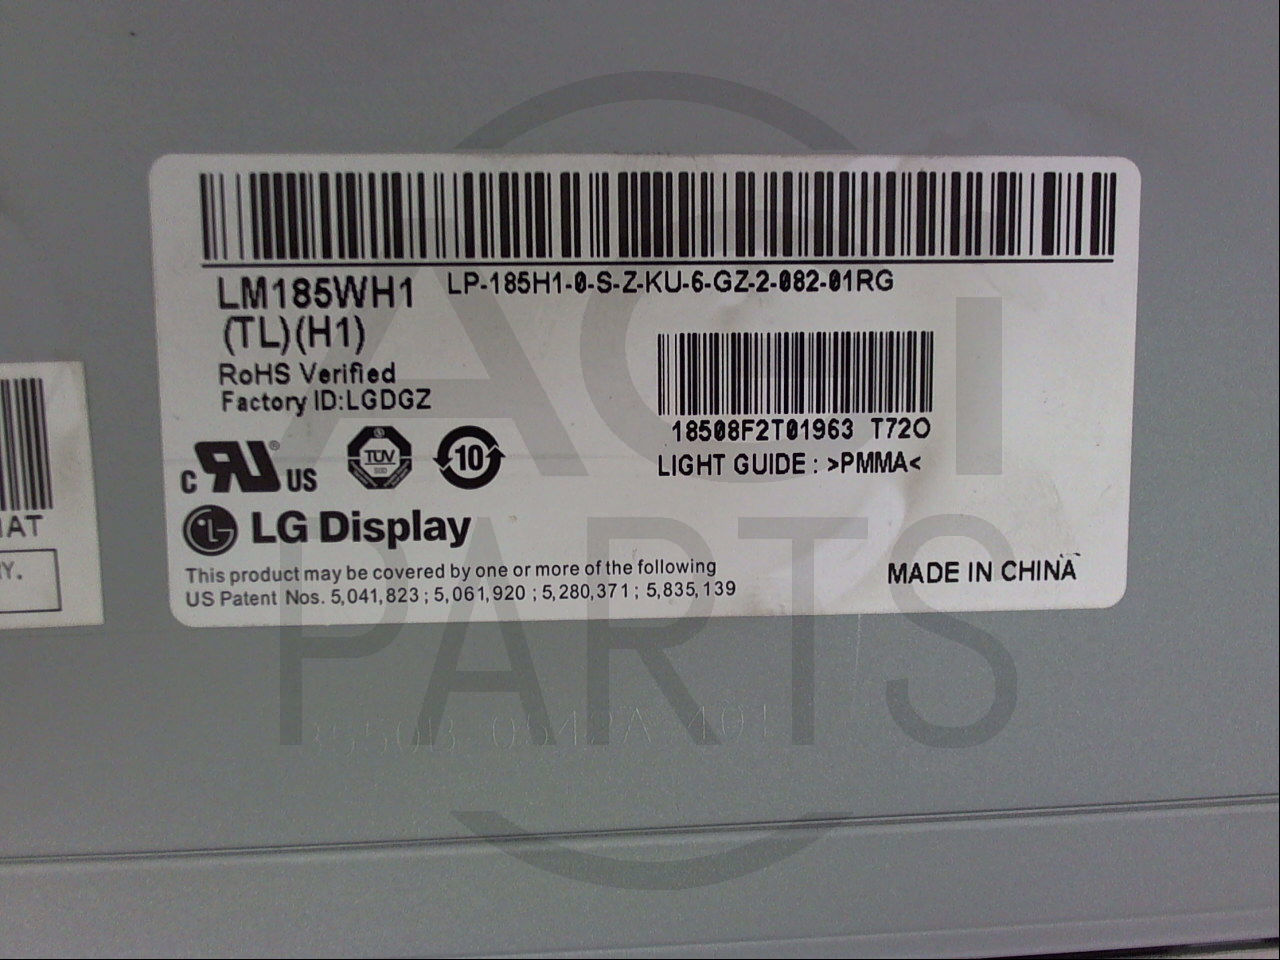 LM185WH1 LP-185H1-0-S-Z-KU-6-GZ-2-082-01RG
(TL)(H1)
RoHS Verified
Factory ID:LGDGZ
18508F2T01963 T72O
LIGHT GUIDE : >PMMA<
C RU ® US TÜV 10
LG Display
This product may be covered by one or more of the following
US Patent Nos. 5,041,823 ; 5,061,920 ; 5,280,371 ; 5,835,139
MADE IN CHINA
IAT
Y.
ACI
PARTS